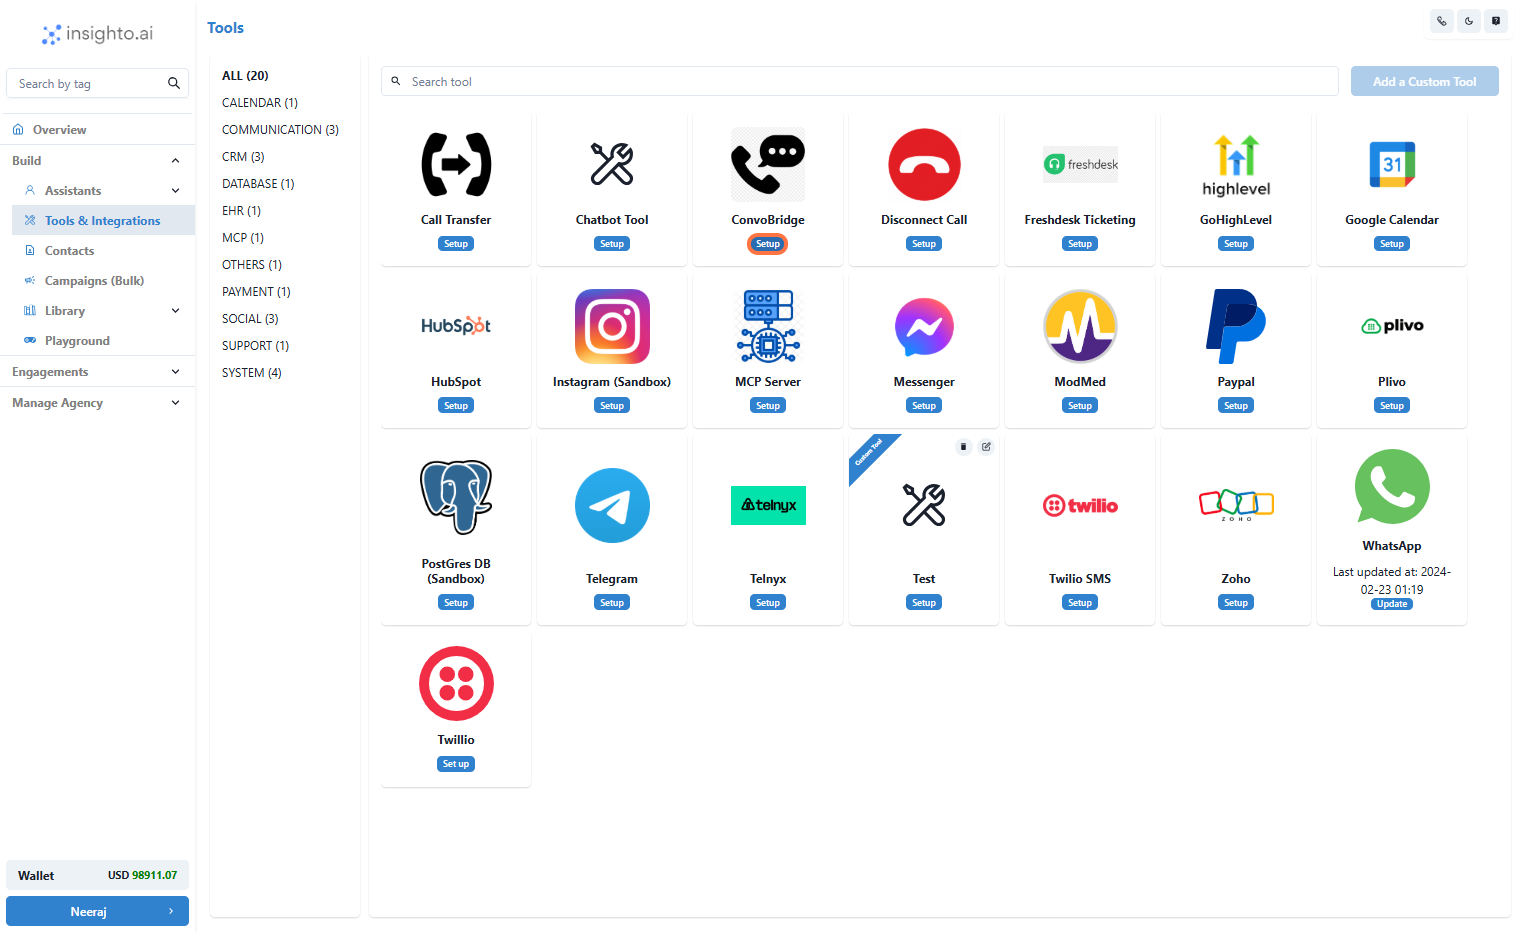 insighto.ai
Search by tag
Overview
Build
Assistants
Tools & Integrations
Contacts
Campaigns (Bulk)
Library
Playground
Engagements
Manage Agency
Wallet USD 98911.07
Neeraj
Tools
ALL (20)
CALENDAR (1)
COMMUNICATION (3)
CRM (3)
DATABASE (1)
EHR (1)
MCP (1)
OTHERS (1)
PAYMENT (1)
SOCIAL (3)
SUPPORT (1)
SYSTEM (4)
Search tool
Add a Custom Tool
Call Transfer
Setup
Chatbot Tool
Setup
ConvoBridge
Setup
Disconnect Call
Setup
freshdesk
Freshdesk Ticketing
Setup
highlevel
GoHighLevel
Setup
31
Google Calendar
Setup
HubSpot
HubSpot
Setup
Instagram (Sandbox)
Setup
MCP Server
Setup
Messenger
Setup
ModMed
Setup
Paypal
Setup
plivo
Plivo
Setup
PostGres DB
(Sandbox)
Setup
Telegram
Setup
telnyx
Telnyx
Setup
Custom Tool
Test
Setup
twilio
Twilio SMS
Setup
ZOHO
Zoho
Setup
WhatsApp
Last updated at: 2024-
02-23 01:19
Update
Twillio
Set up